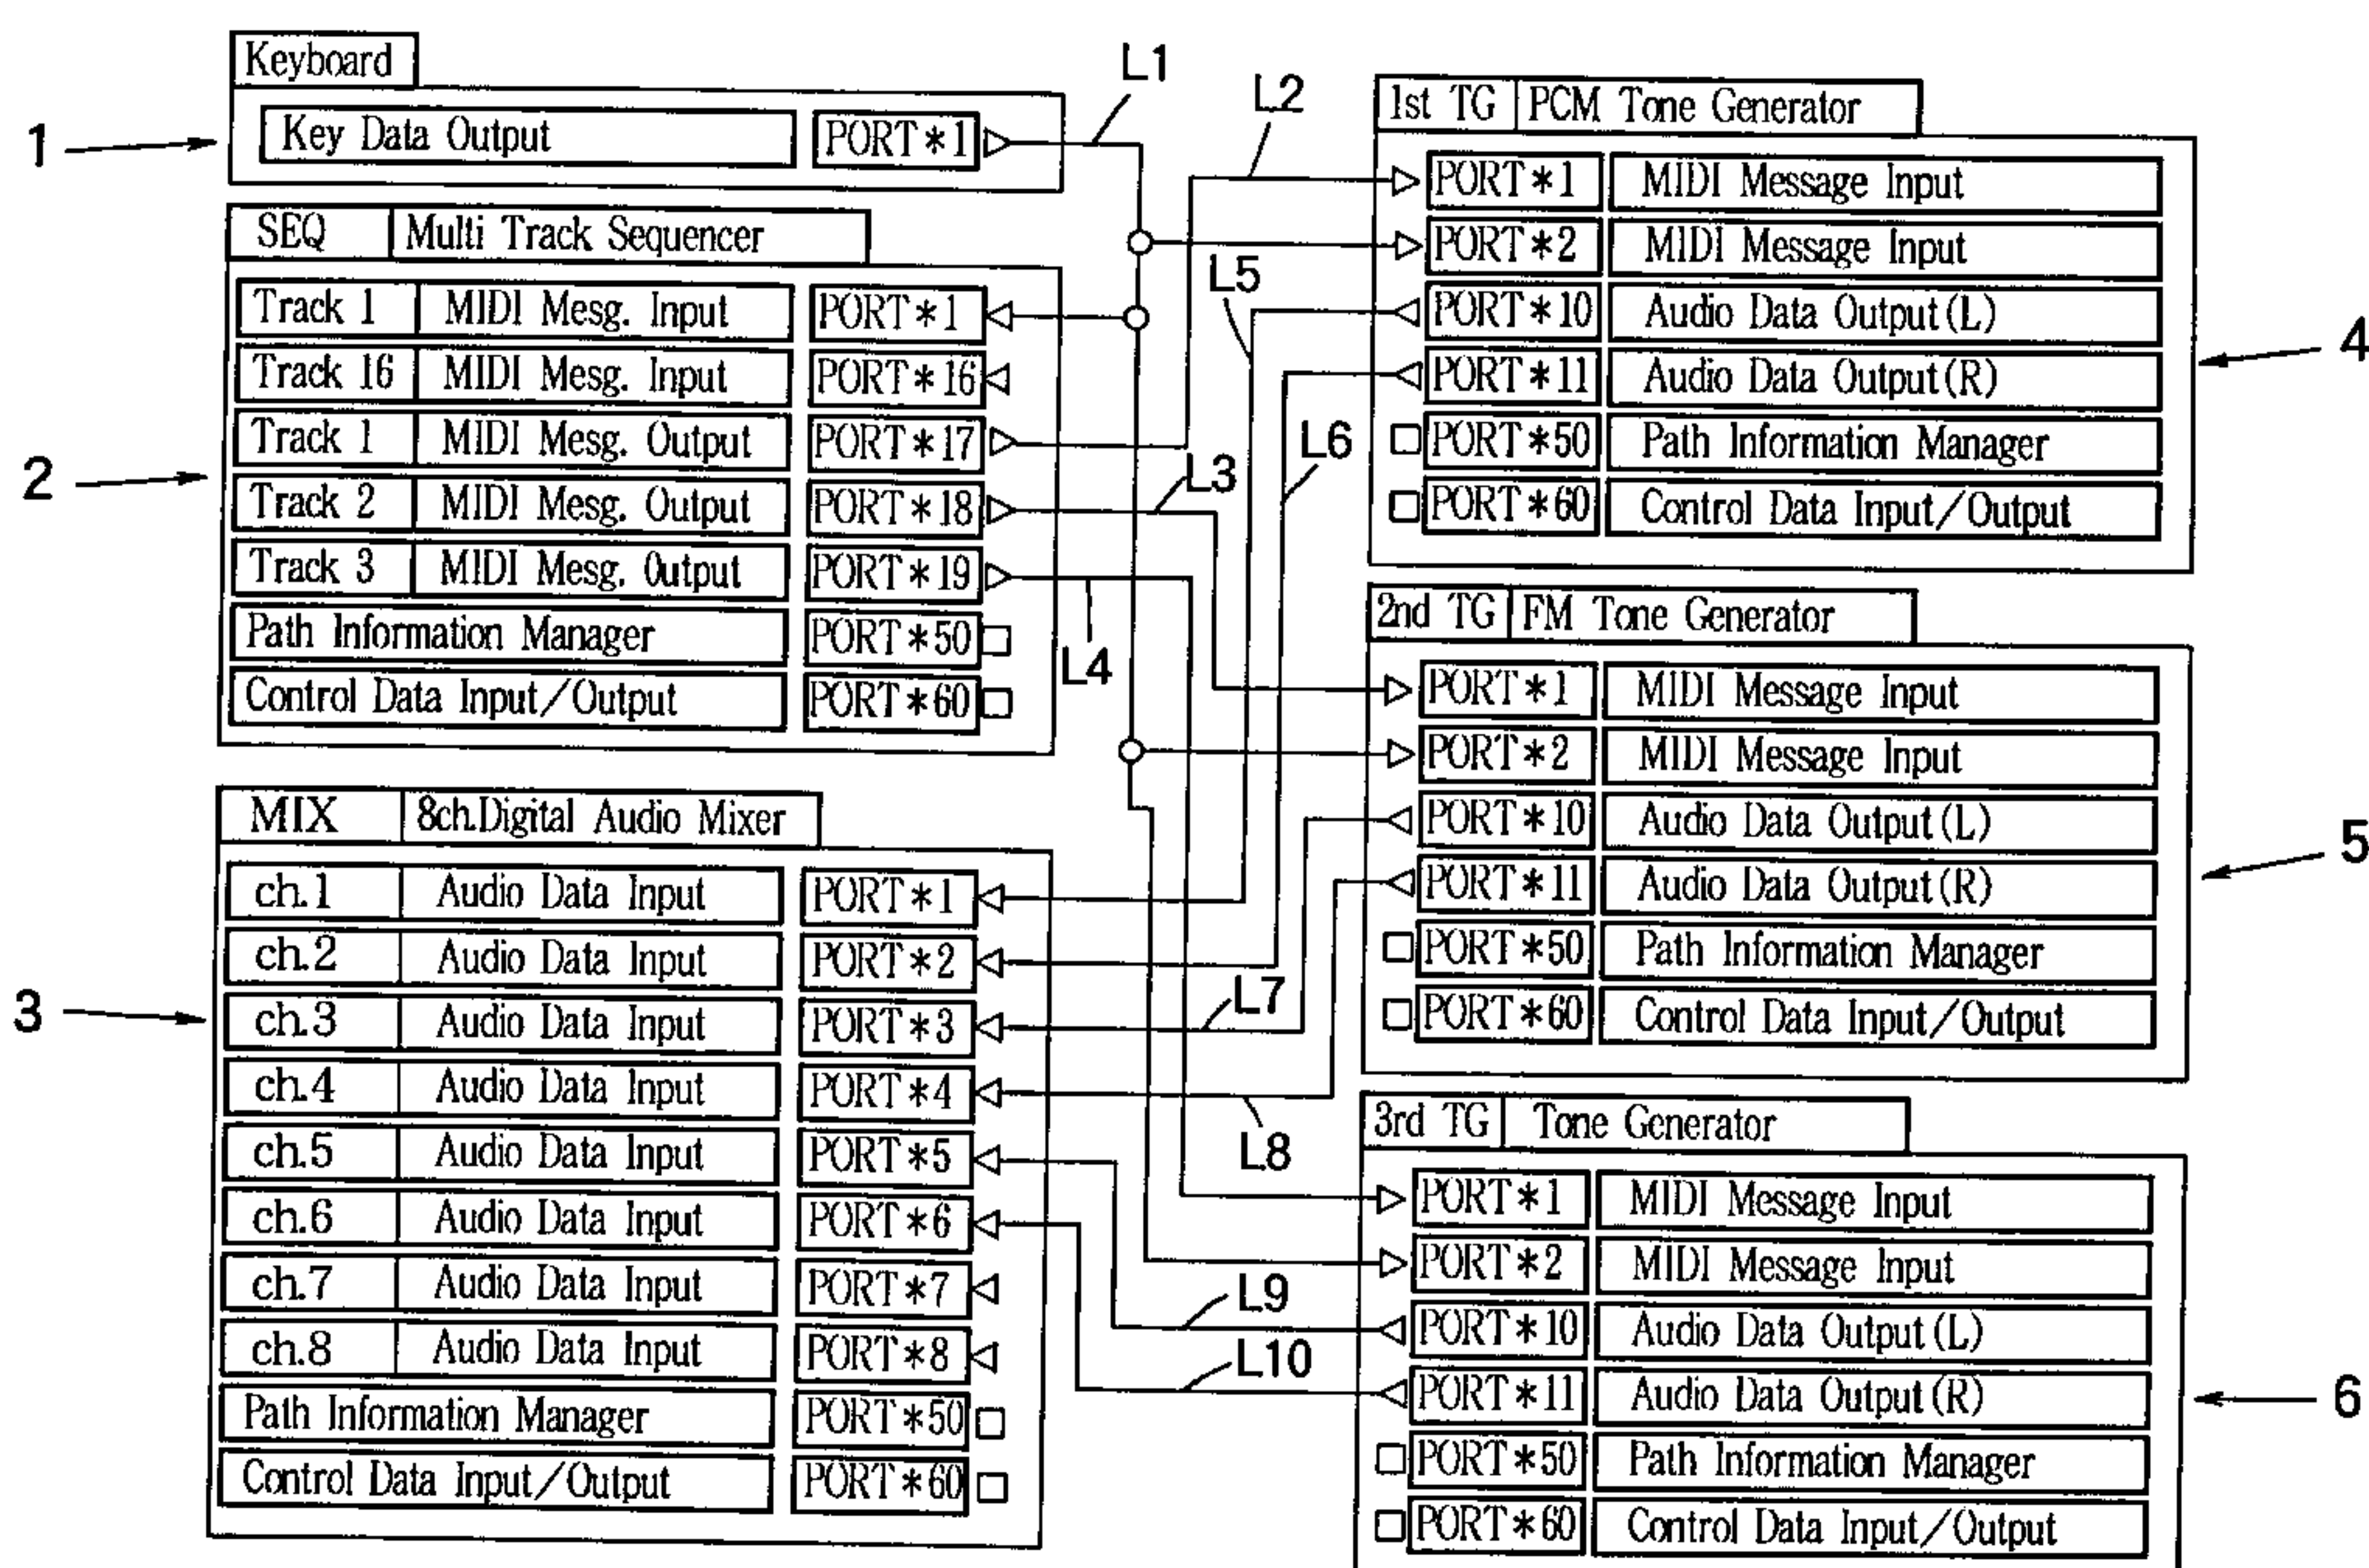 Keyboard
Key Data Output PORT*1
1
SEQ Multi Track Sequencer
Track 1 MIDI Mesg. Input PORT*1
Track 16 MIDI Mesg. Input PORT*16
Track 1 MIDI Mesg. Output PORT*17
Track 2 MIDI Mesg. Output PORT*18
Track 3 MIDI Mesg. Output PORT*19
Path Information Manager PORT*50
Control Data Input/Output PORT*60
2
MIX 8ch.Digital Audio Mixer
ch.1 Audio Data Input PORT*1
ch.2 Audio Data Input PORT*2
ch.3 Audio Data Input PORT*3
ch.4 Audio Data Input PORT*4
ch.5 Audio Data Input PORT*5
ch.6 Audio Data Input PORT*6
ch.7 Audio Data Input PORT*7
ch.8 Audio Data Input PORT*8
Path Information Manager PORT*50
Control Data Input/Output PORT*60
3
L1
L2
L5
L6
L3
L4
L7
L8
L9
L10
1st TG PCM Tone Generator
PORT*1 MIDI Message Input
PORT*2 MIDI Message Input
PORT*10 Audio Data Output(L)
PORT*11 Audio Data Output(R)
PORT*50 Path Information Manager
PORT*60 Control Data Input/Output
4
2nd TG FM Tone Generator
PORT*1 MIDI Message Input
PORT*2 MIDI Message Input
PORT*10 Audio Data Output(L)
PORT*11 Audio Data Output(R)
PORT*50 Path Information Manager
PORT*60 Control Data Input/Output
5
3rd TG Tone Generator
PORT*1 MIDI Message Input
PORT*2 MIDI Message Input
PORT*10 Audio Data Output(L)
PORT*11 Audio Data Output(R)
PORT*50 Path Information Manager
PORT*60 Control Data Input/Output
6